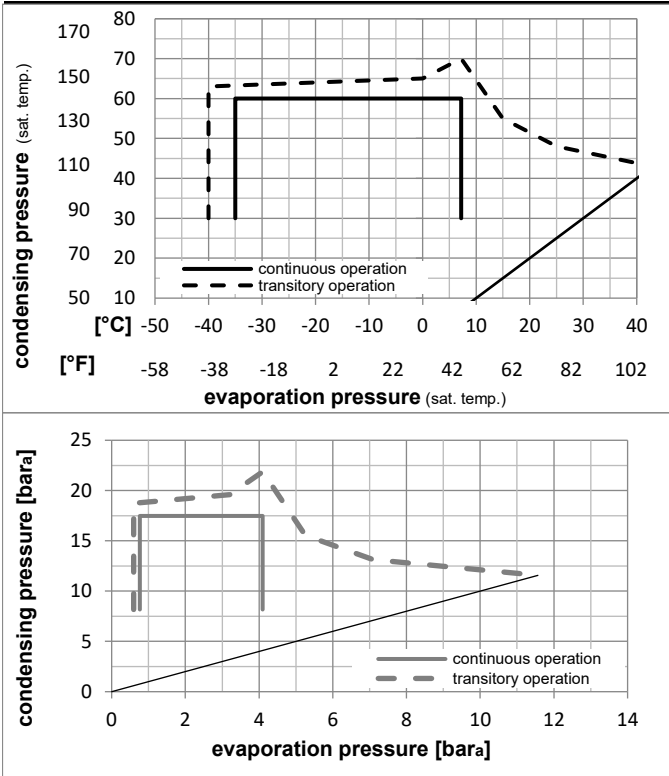 condensing pressure (sat. temp.)
170 80
70
150 60
130 50
110 40
90 30
70 20
50 10
continuous operation
transitory operation
[°C] -50 -40 -30 -20 -10 0 10 20 30 40
[°F] -58 -38 -18 2 22 42 62 82 102
evaporation pressure (sat. temp.)
condensing pressure [bara]
25
20
15
10
5
0
continuous operation
transitory operation
0 2 4 6 8 10 12 14
evaporation pressure [bara]